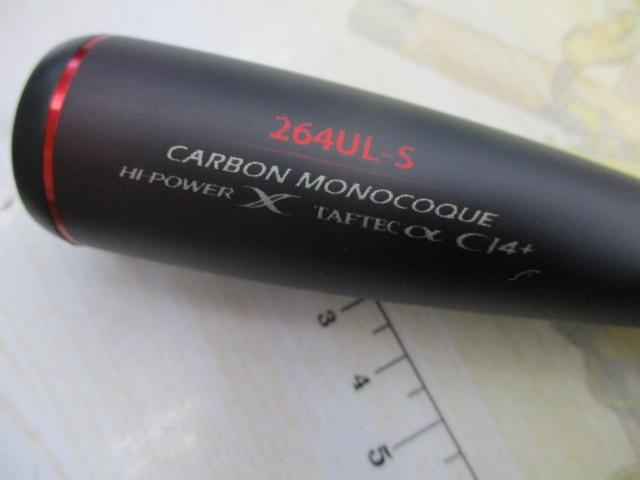 264UL-S
CARBON MONOCOQUE
HI-POWER X TAFTEC α CI4+
3
4
5